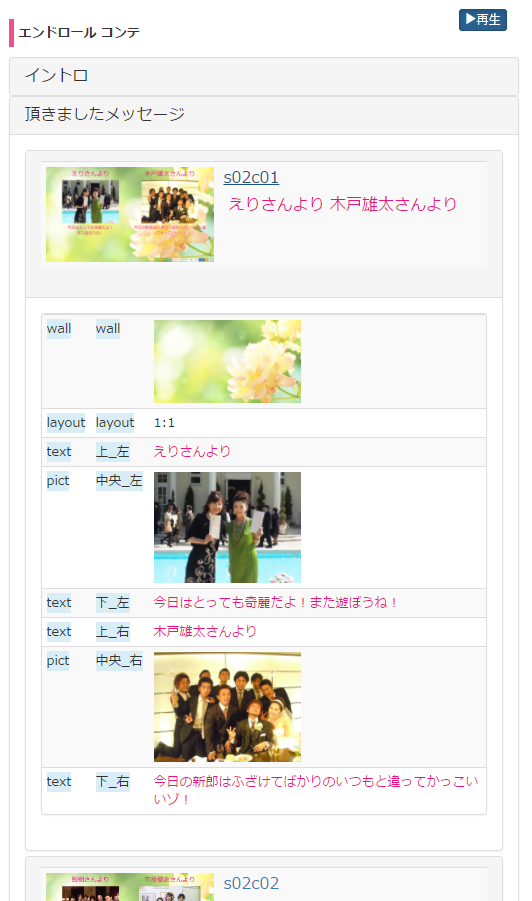 エンドロール コンテ
▶再生
イントロ
頂きましたメッセージ
えりさんより 木戸雄太さんより
s02c01
えりさんより 木戸雄太さんより
wall wall
layout layout 1:1
text 上_左 えりさんより
pict 中央_左
text 下_左 今日はとっても奇麗だよ！また遊ぼうね！
text 上_右 木戸雄太さんより
pict 中央_右
text 下_右 今日の新郎はふざけてばかりのいつもと違ってかっこい
いゾ！
s02c02